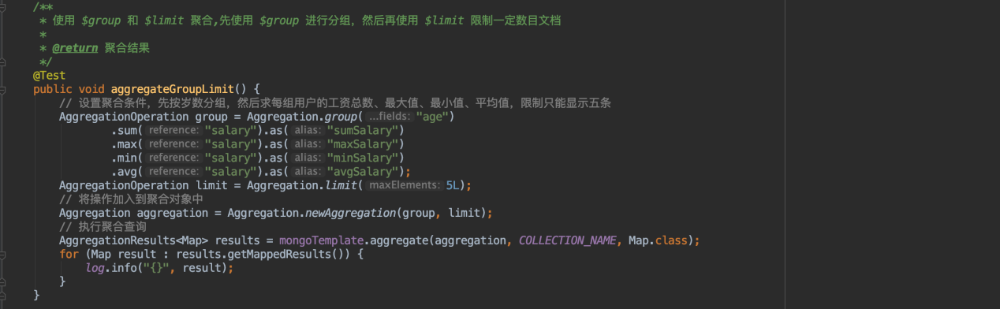 /**
 * 使用 $group 和 $limit 聚合,先使用 $group 进行分组，然后再使用 $limit 限制一定数目文档
 *
 * @return 聚合结果
 */
@Test
public void aggregateGroupLimit() {
    // 设置聚合条件，先按岁数分组，然后求每组用户的工资总数、最大值、最小值、平均值，限制只能显示五条
    AggregationOperation group = Aggregation.group( ...fields: "age")
            .sum( reference: "salary").as( alias: "sumSalary")
            .max( reference: "salary").as( alias: "maxSalary")
            .min( reference: "salary").as( alias: "minSalary")
            .avg( reference: "salary").as( alias: "avgSalary");
    AggregationOperation limit = Aggregation.limit( maxElements: 5L);
    // 将操作加入到聚合对象中
    Aggregation aggregation = Aggregation.newAggregation(group, limit);
    // 执行聚合查询
    AggregationResults<Map> results = mongoTemplate.aggregate(aggregation, COLLECTION_NAME, Map.class);
    for (Map result : results.getMappedResults()) {
        log.info("{}", result);
    }
}